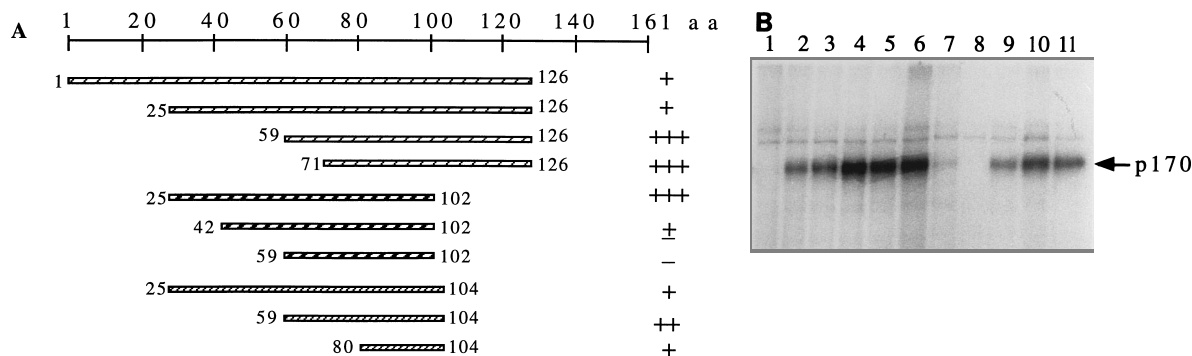 A
1 20 40 60 80 100 120 140 161 a a
1 126 +
25 126 +
59 126 +++
71 126 +++
25 102 +++
42 102 ±
59 102 –
25 104 +
59 104 ++
80 104 +
B
1 2 3 4 5 6 7 8 9 10 11
p170